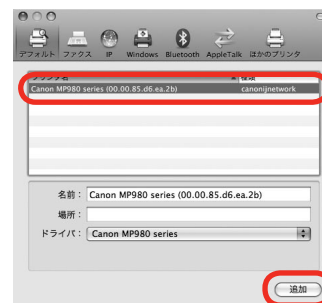 デフォルト ファクス IP Windows Bluetooth AppleTalk ほかのプリンタ
プリンタ名 種類
Canon MP980 series (00.00.85.d6.ea.2b) canonijnetwork
名前： Canon MP980 series (00.00.85.d6.ea.2b)
場所：
ドライバ： Canon MP980 series
追加